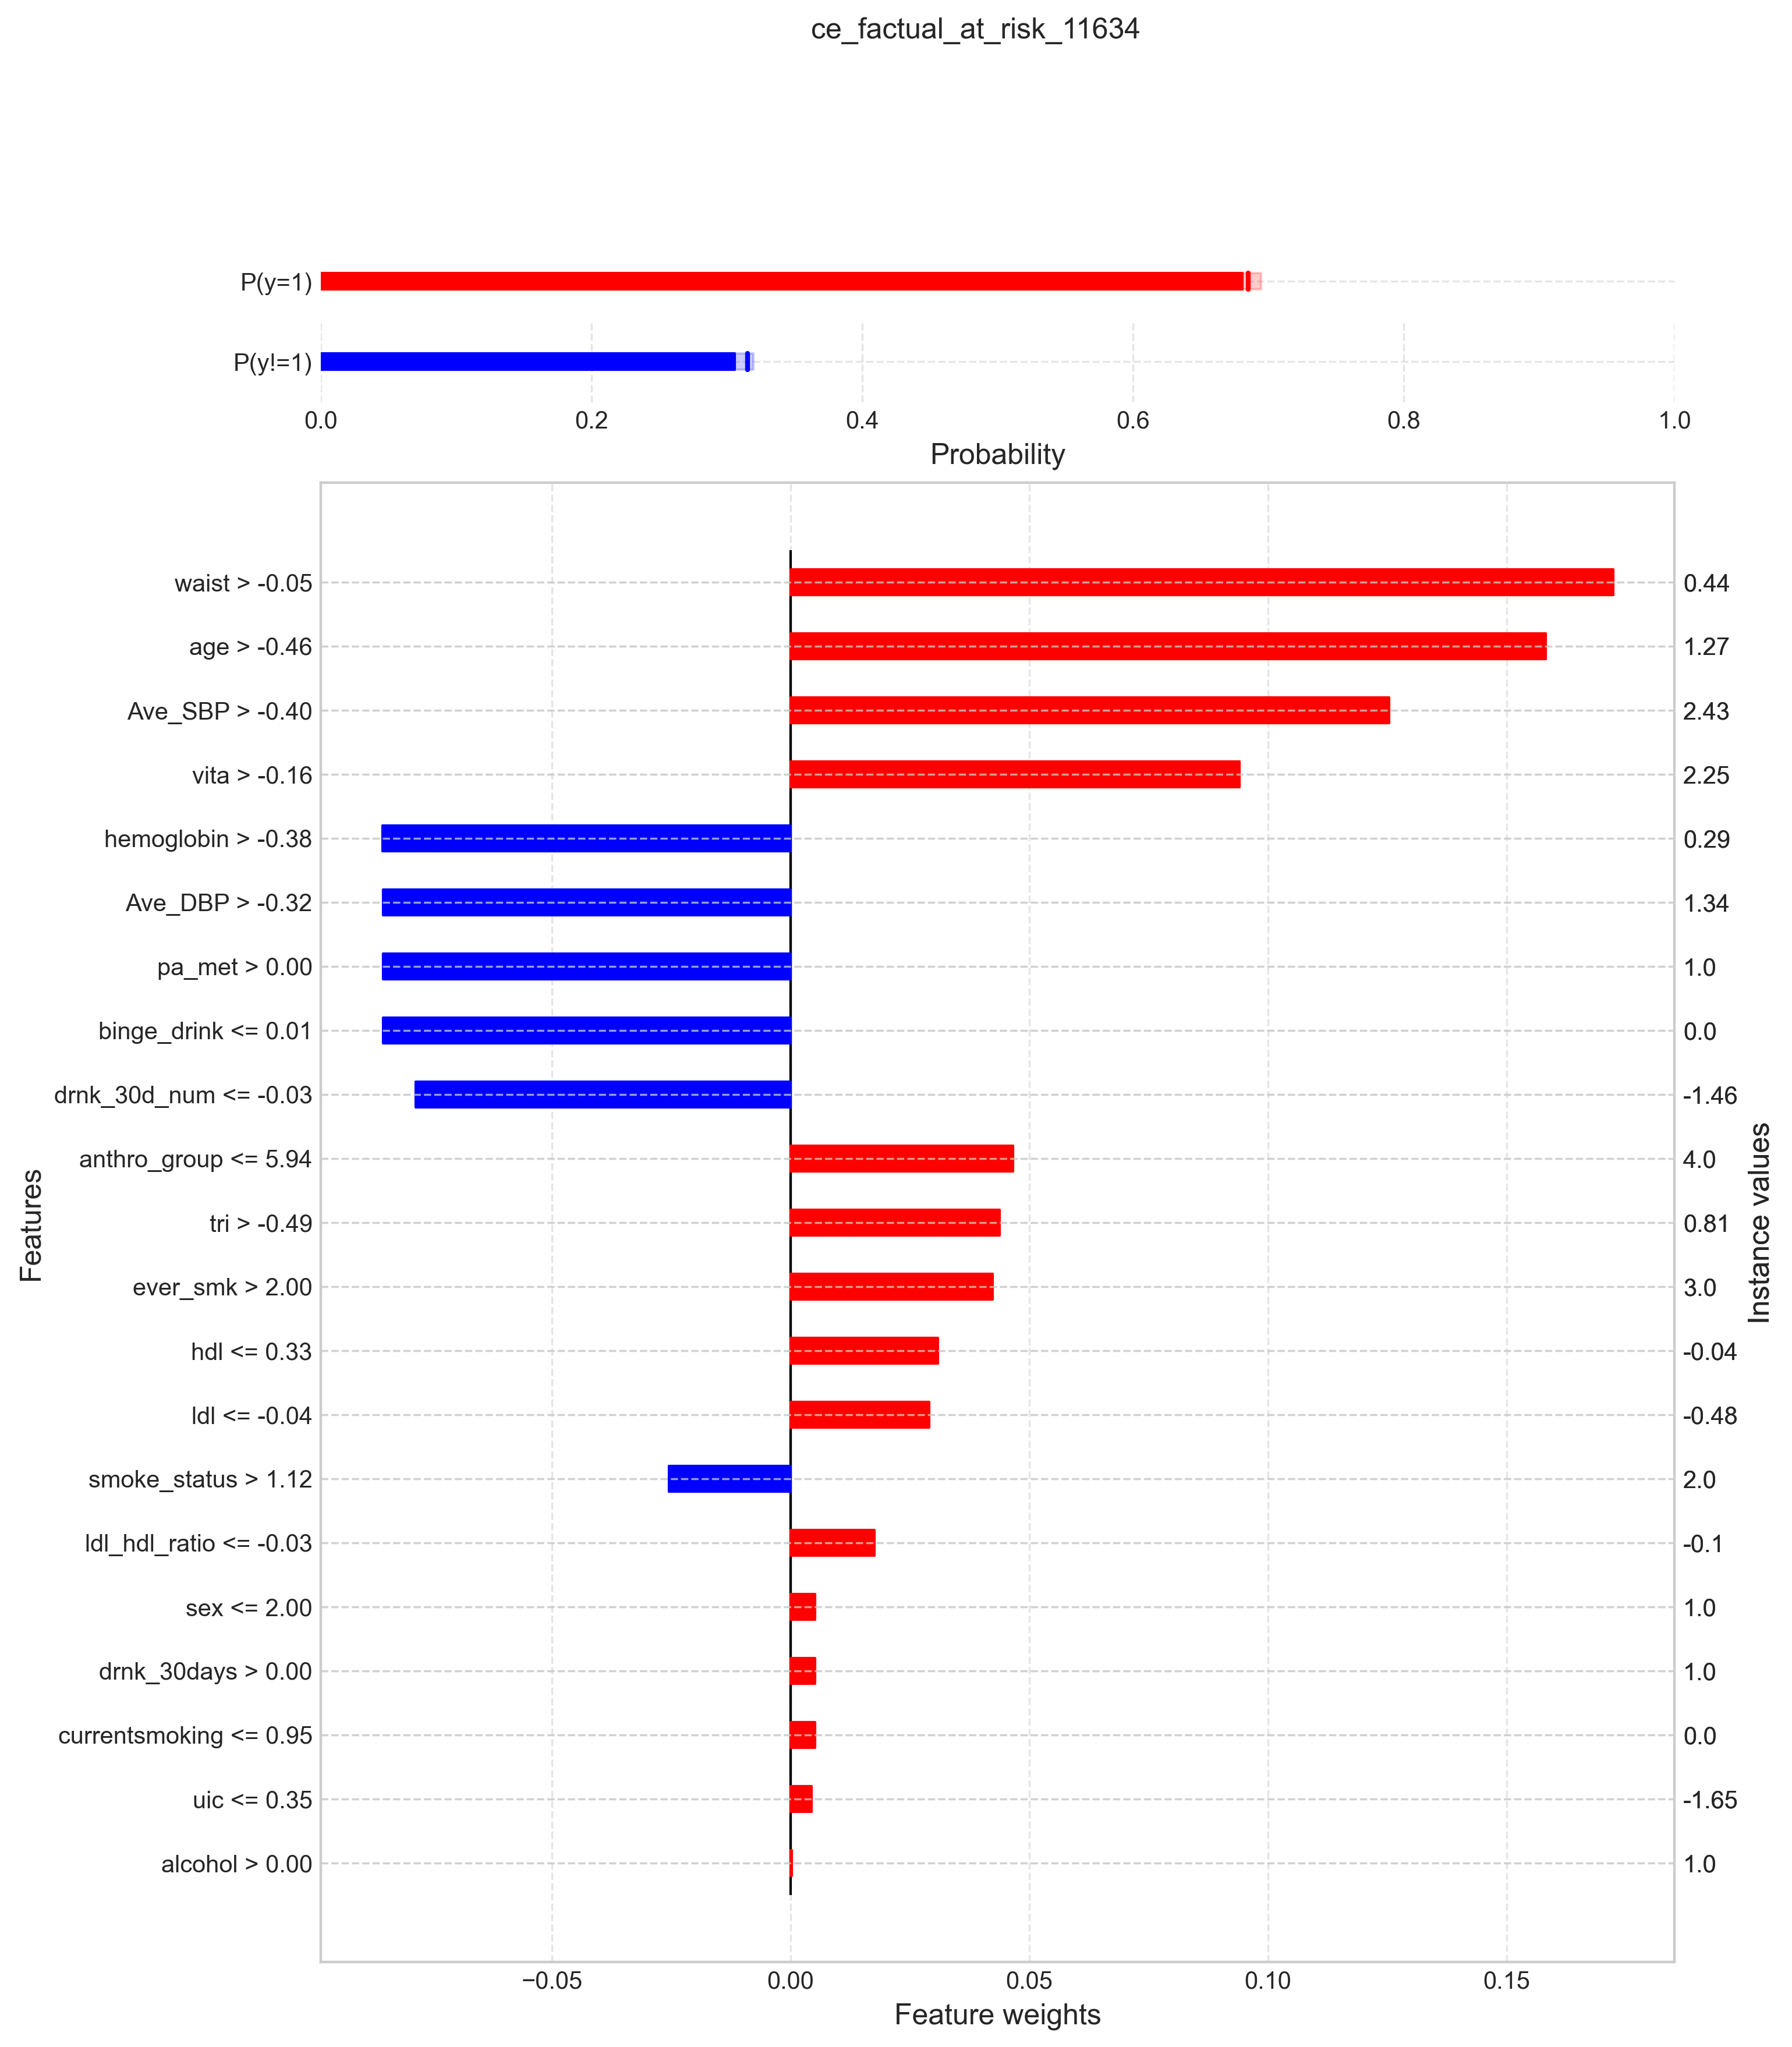 ce_factual_at_risk_11634
P(y=1)
P(y!=1)
0.0 0.2 0.4 0.6 0.8 1.0
Probability
waist > -0.05 0.44
age > -0.46 1.27
Ave_SBP > -0.40 2.43
vita > -0.16 2.25
hemoglobin > -0.38 0.29
Ave_DBP > -0.32 1.34
pa_met > 0.00 1.0
binge_drink <= 0.01 0.0
drnk_30d_num <= -0.03 -1.46
anthro_group <= 5.94 4.0
tri > -0.49 0.81
ever_smk > 2.00 3.0
hdl <= 0.33 -0.04
ldl <= -0.04 -0.48
smoke_status > 1.12 2.0
ldl_hdl_ratio <= -0.03 -0.1
sex <= 2.00 1.0
drnk_30days > 0.00 1.0
currentsmoking <= 0.95 0.0
uic <= 0.35 -1.65
alcohol > 0.00 1.0
Features
Instance values
−0.05 0.00 0.05 0.10 0.15
Feature weights